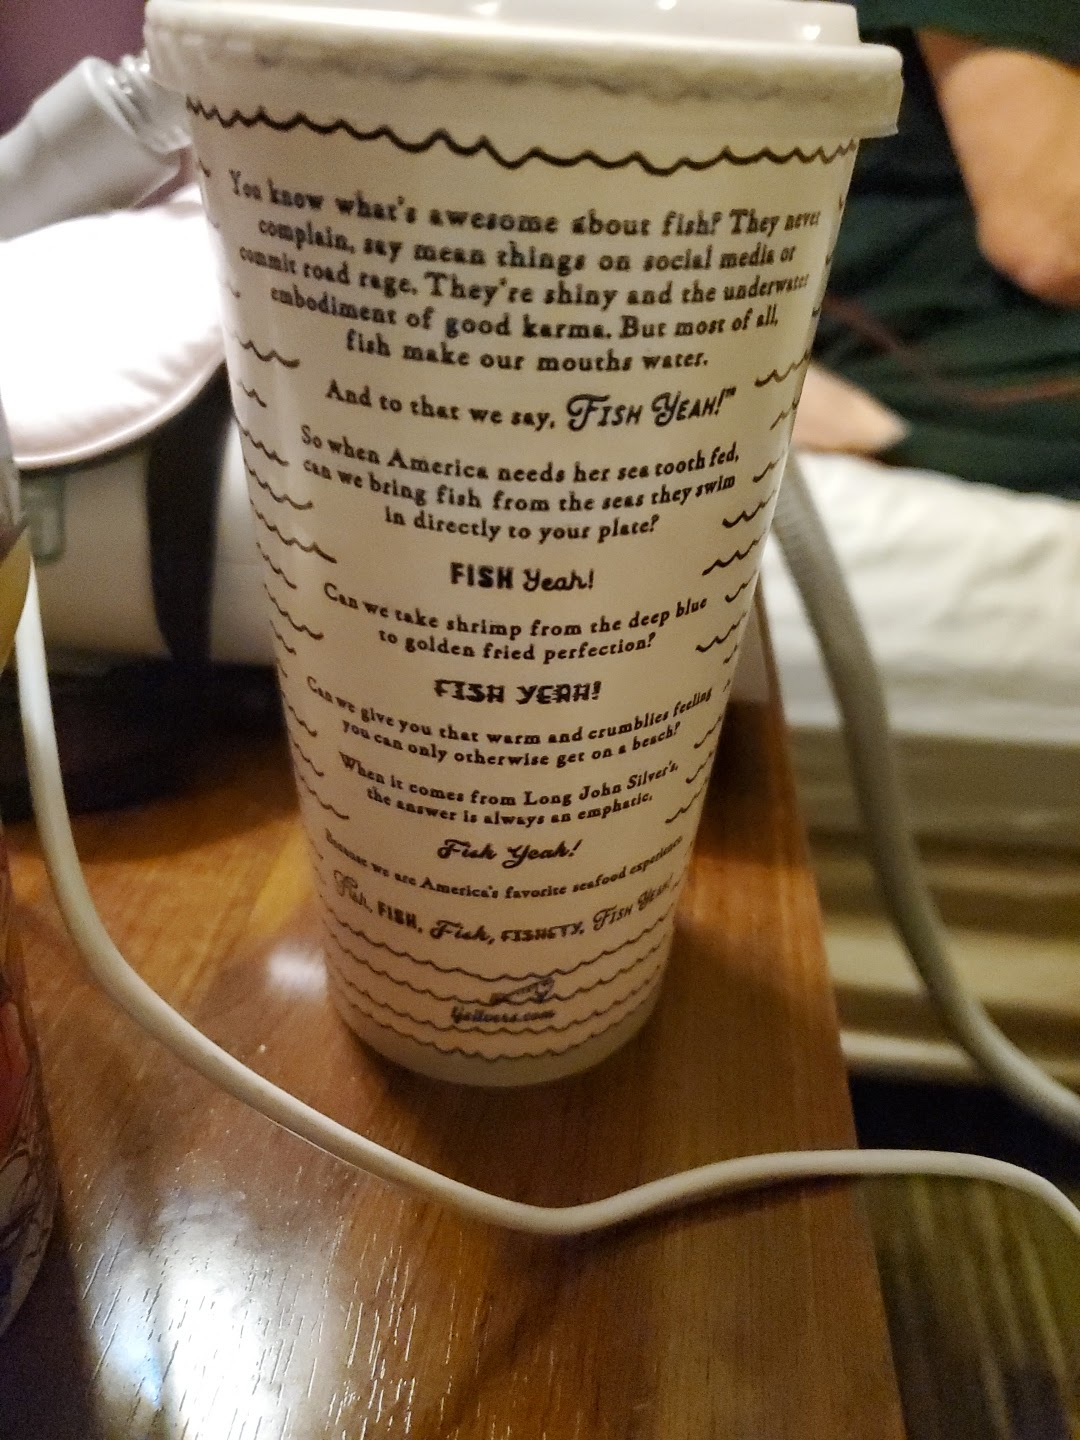 You know what's awesome about fish? They never
complain, say mean things on social media or
commit road rage. They're shiny and the underwater
embodiment of good karma. But most of all,
fish make our mouths water.
And to that we say, FISH YEAH!™
So when America needs her sea tooth fed,
can we bring fish from the seas they swim
in directly to your plate?
FISH Yeah!
Can we take shrimp from the deep blue
to golden fried perfection?
FISH YEAH!
Can we give you that warm and crumblies feeling
you can only otherwise get on a beach?
When it comes from Long John Silver's,
the answer is always an emphatic,
Fish Yeah!
Because we are America's favorite seafood experience.
Fish, FISH, Fish, FISHETY, FISH YEAH!
ljsilvers.com